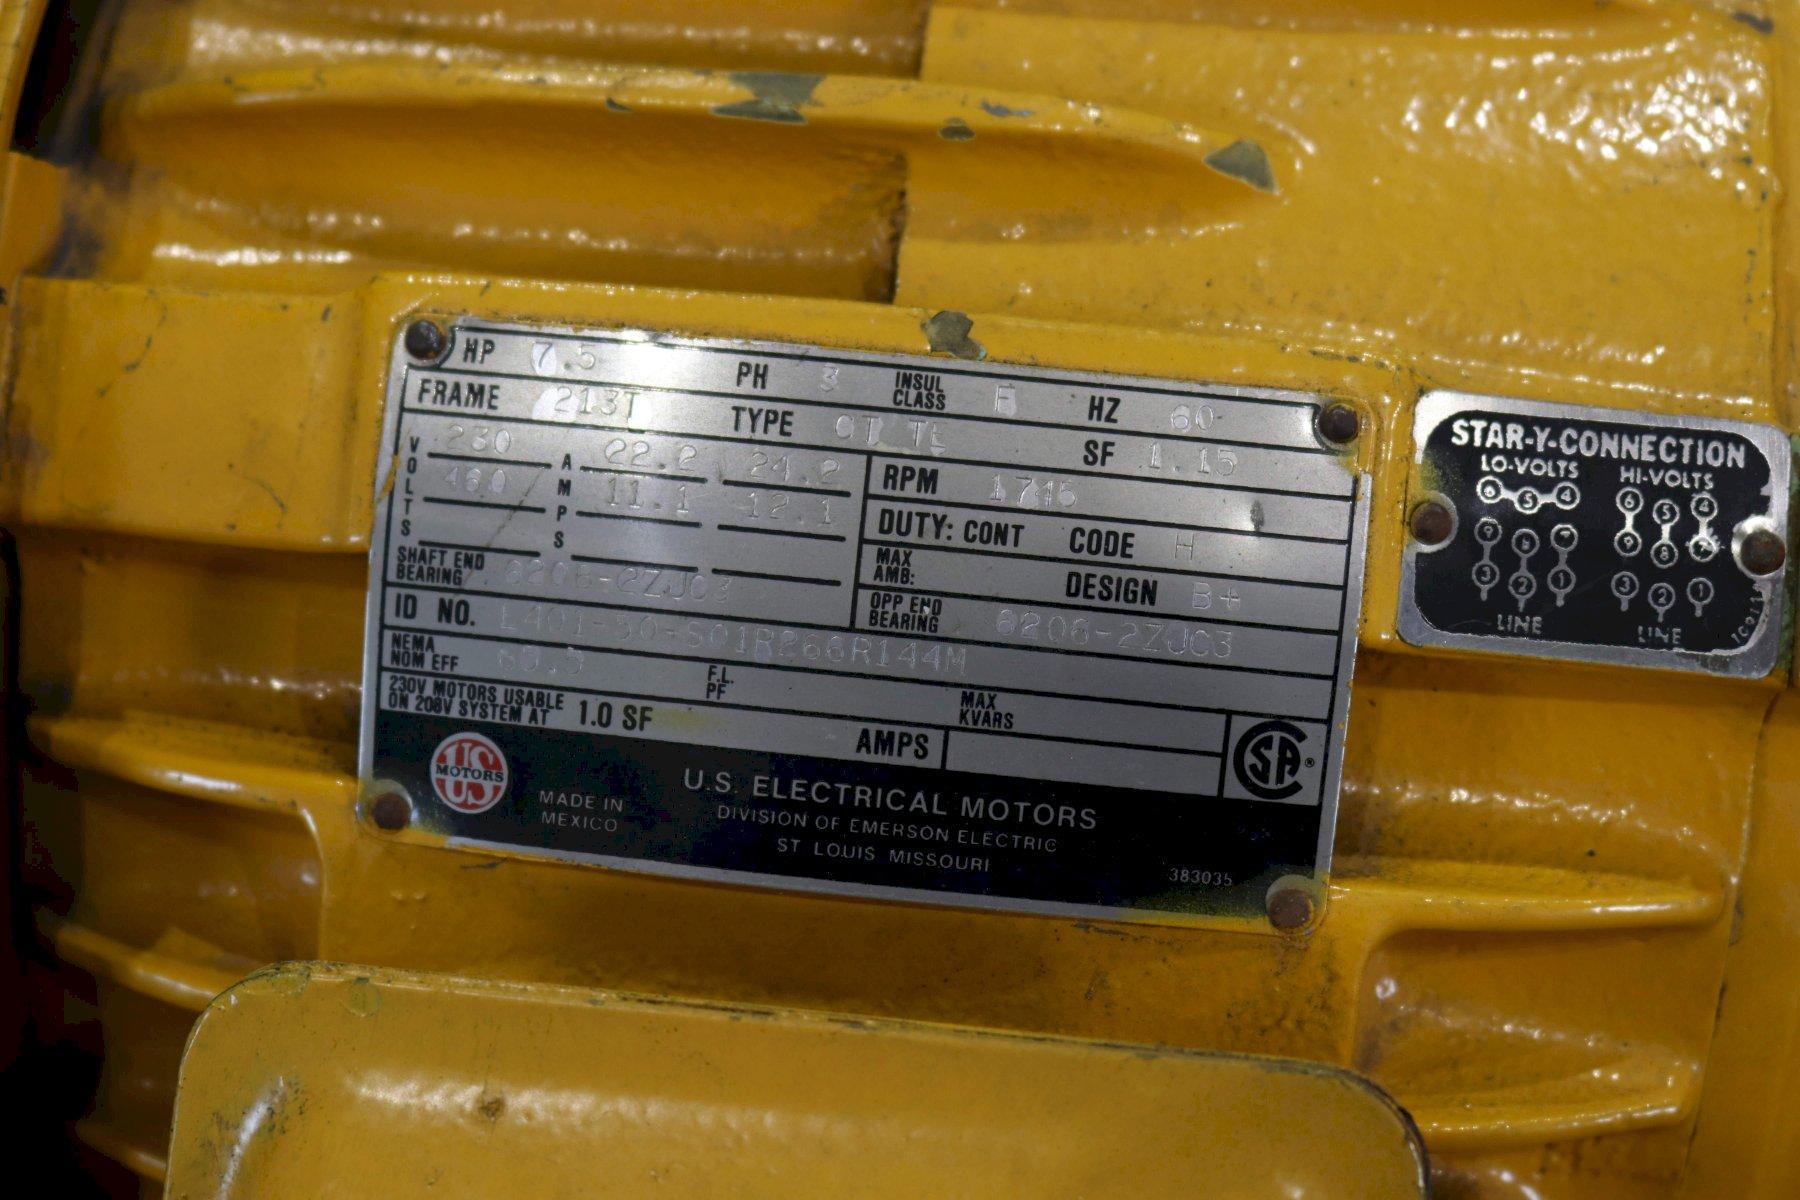 HP 7.5 PH 3 INSUL CLASS F HZ 60
FRAME 213T TYPE CT TE SF 1.15
VOLTS 230 AMPS 22.2 24.2 RPM 1745
460 11.1 12.1 DUTY: CONT CODE H
MAX AMB: DESIGN B+
SHAFT END BEARING 6206-2ZJC3 OPP END BEARING 6206-2ZJC3
ID NO. L401-50-S01R266R144M
NEMA NOM EFF F.L. PF MAX KVARS
230V MOTORS USABLE
ON 208V SYSTEM AT 1.0 SF AMPS
US MOTORS
MADE IN
MEXICO
U.S. ELECTRICAL MOTORS
DIVISION OF EMERSON ELECTRIC
ST LOUIS MISSOURI
383035
CSA ®
STAR-Y-CONNECTION
LO-VOLTS HI-VOLTS
6 5 4 6 5 4
9 8 7 9 8 7
3 2 1 3 2 1
LINE LINE